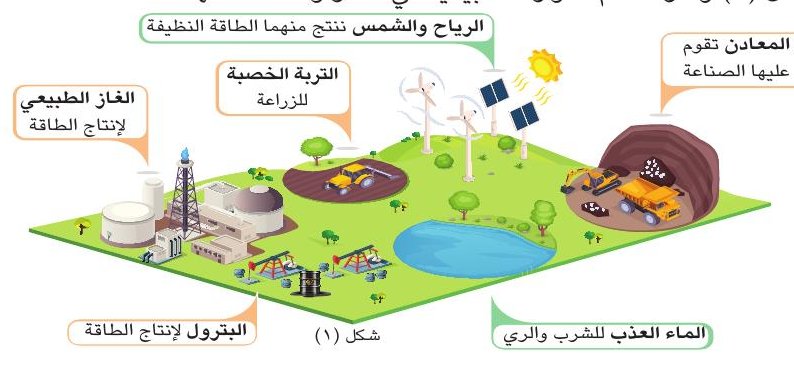 الرياح والشمس ننتج منهما الطاقة النظيفة
المعادن تقوم
عليها الصناعة
التربة الخصبة
للزراعة
الغاز الطبيعي
لإنتاج الطاقة
الماء العذب للشرب والري
شكل (١)
البترول لإنتاج الطاقة